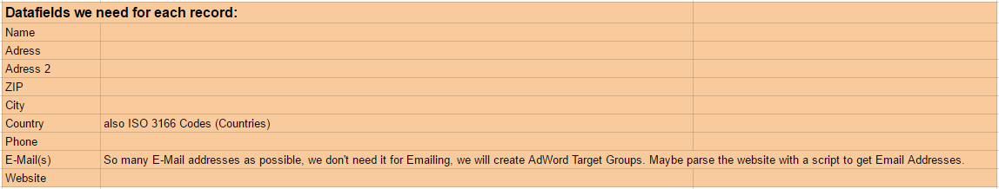 Datafields we need for each record:
Name
Adress
Adress 2
ZIP
City
Country also ISO 3166 Codes (Countries)
Phone
E-Mail(s) So many E-Mail addresses as possible, we don't need it for Emailing, we will create AdWord Target Groups. Maybe parse the website with a script to get Email Addresses.
Website